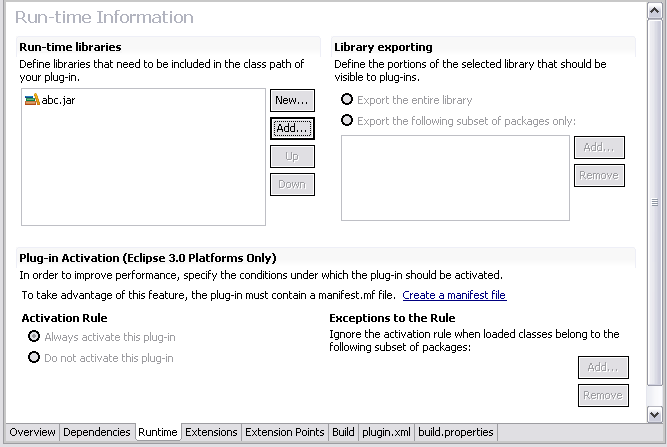 Run-time Information
Run-time libraries
Define libraries that need to be included in the class path of
your plug-in.
abc.jar
New...
Add...
Up
Down
Library exporting
Define the portions of the selected library that should be
visible to plug-ins.
Export the entire library
Export the following subset of packages only:
Add...
Remove
Plug-in Activation (Eclipse 3.0 Platforms Only)
In order to improve performance, specify the conditions under which the plug-in should be activated.
To take advantage of this feature, the plug-in must contain a manifest.mf file. Create a manifest file
Activation Rule
Always activate this plug-in
Do not activate this plug-in
Exceptions to the Rule
Ignore the activation rule when loaded classes belong to the
following subset of packages:
Add...
Remove
Overview Dependencies Runtime Extensions Extension Points Build plugin.xml build.properties